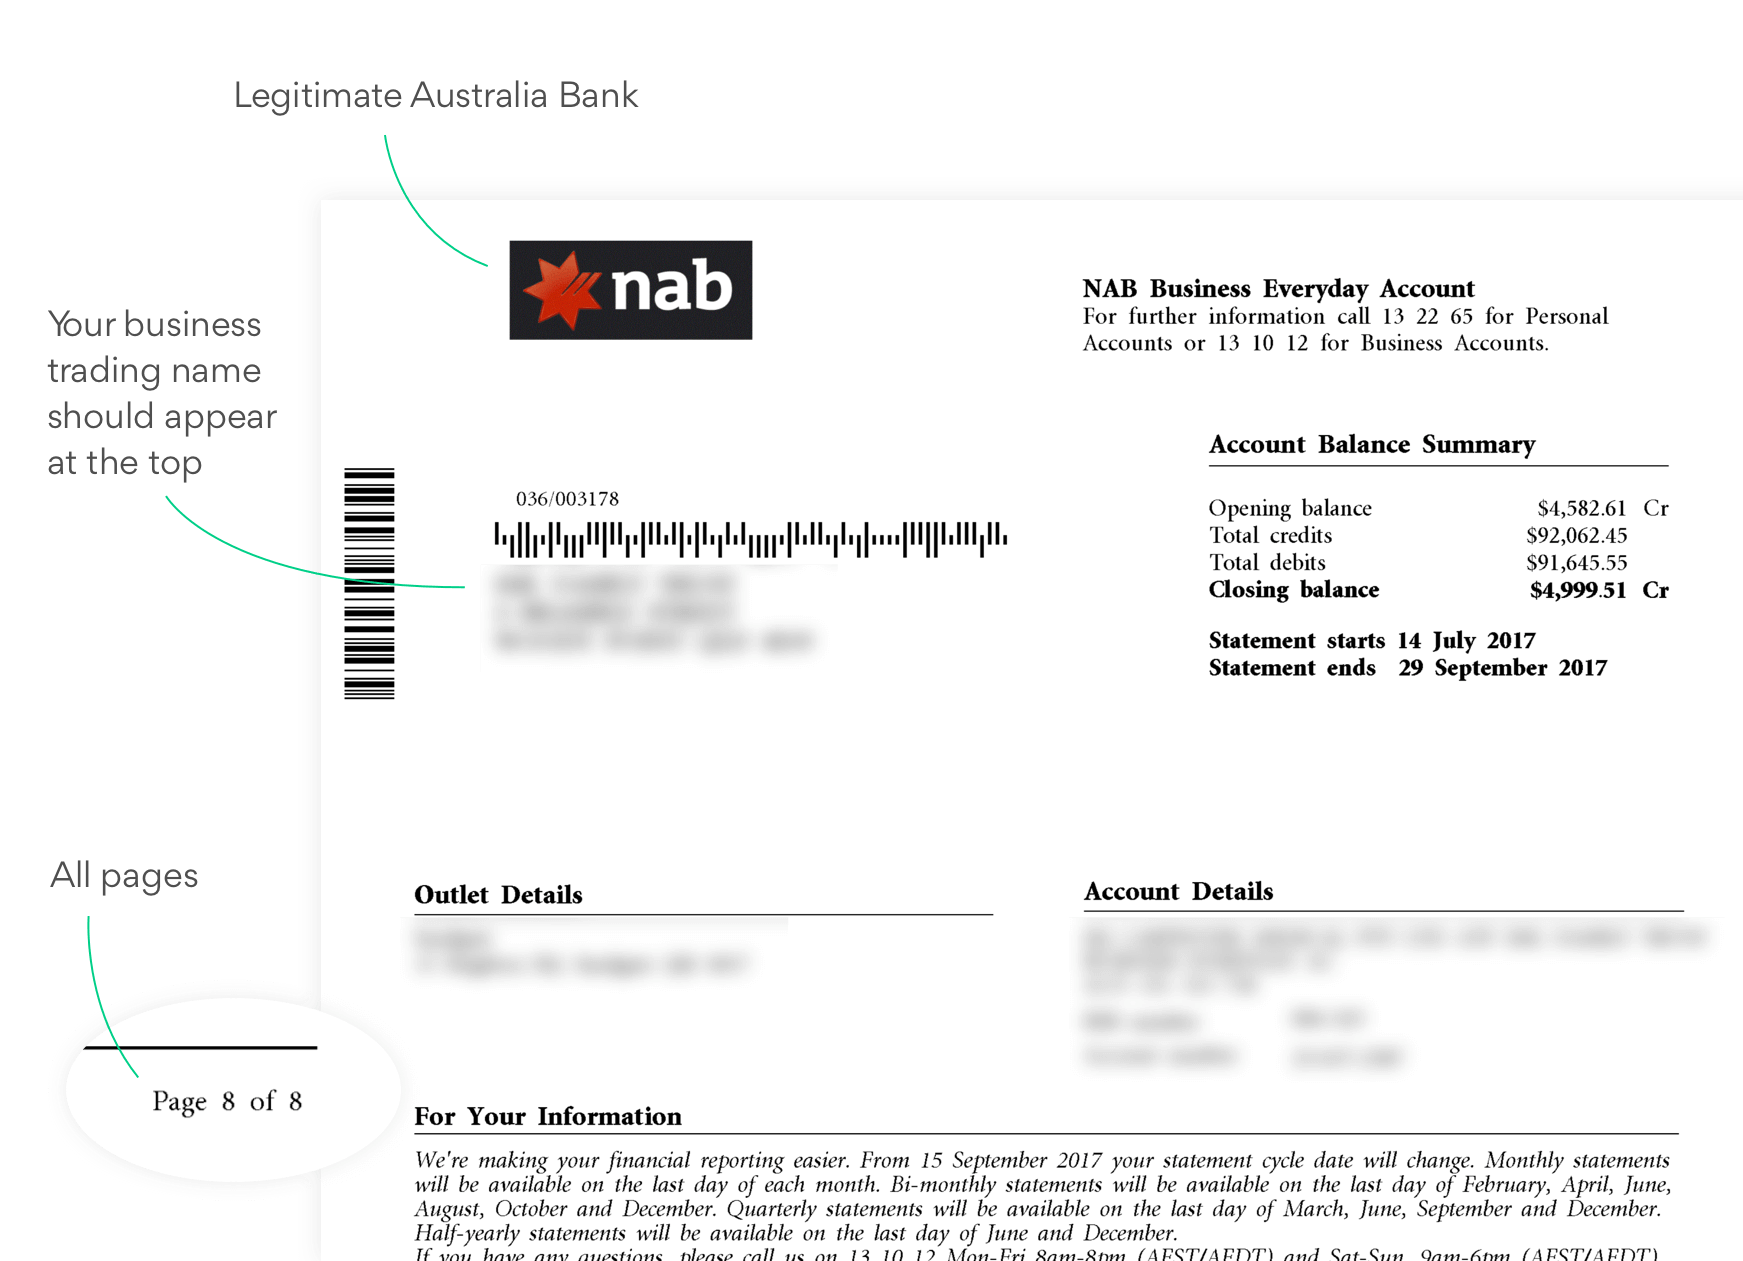 Legitimate Australia Bank
nab
NAB Business Everyday Account
For further information call 13 22 65 for Personal
Accounts or 13 10 12 for Business Accounts.
Your business
trading name
should appear
at the top
Account Balance Summary
036/003178
Opening balance $4,582.61 Cr
Total credits $92,062.45
Total debits $91,645.55
Closing balance $4,999.51 Cr
Statement starts 14 July 2017
Statement ends 29 September 2017
All pages
Outlet Details
Account Details
Page 8 of 8
For Your Information
We're making your financial reporting easier. From 15 September 2017 your statement cycle date will change. Monthly statements
will be available on the last day of each month. Bi-monthly statements will be available on the last day of February, April, June,
August, October and December. Quarterly statements will be available on the last day of March, June, September and December.
Half-yearly statements will be available on the last day of June and December.
If you have any questions, please call us on 13 10 12 Mon-Fri 8am-8pm (AEST/AEDT) and Sat-Sun, 9am-6pm (AEST/AEDT).